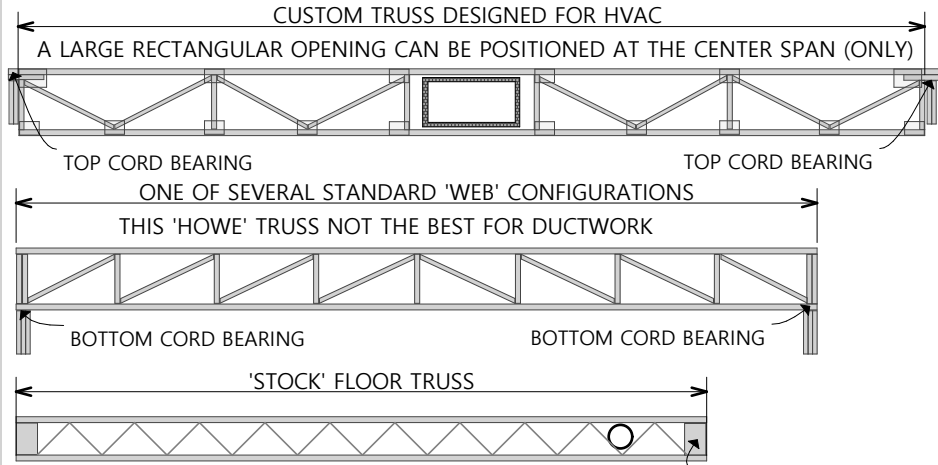 CUSTOM TRUSS DESIGNED FOR HVAC
A LARGE RECTANGULAR OPENING CAN BE POSITIONED AT THE CENTER SPAN (ONLY)
TOP CORD BEARING
TOP CORD BEARING
ONE OF SEVERAL STANDARD 'WEB' CONFIGURATIONS
THIS 'HOWE' TRUSS NOT THE BEST FOR DUCTWORK
BOTTOM CORD BEARING
BOTTOM CORD BEARING
'STOCK' FLOOR TRUSS